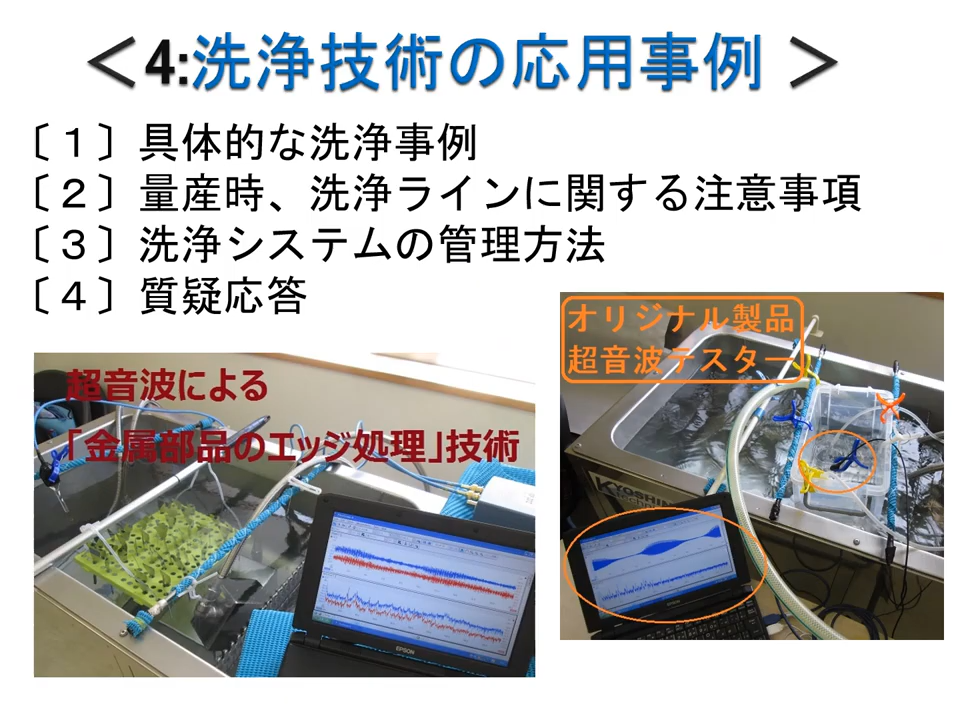 ＜4:洗浄技術の応用事例 ＞
〔１〕具体的な洗浄事例
〔２〕量産時、洗浄ラインに関する注意事項
〔３〕洗浄システムの管理方法
〔４〕質疑応答
超音波による
「金属部品のエッジ処理」技術
EPSON
オリジナル製品
超音波テスター